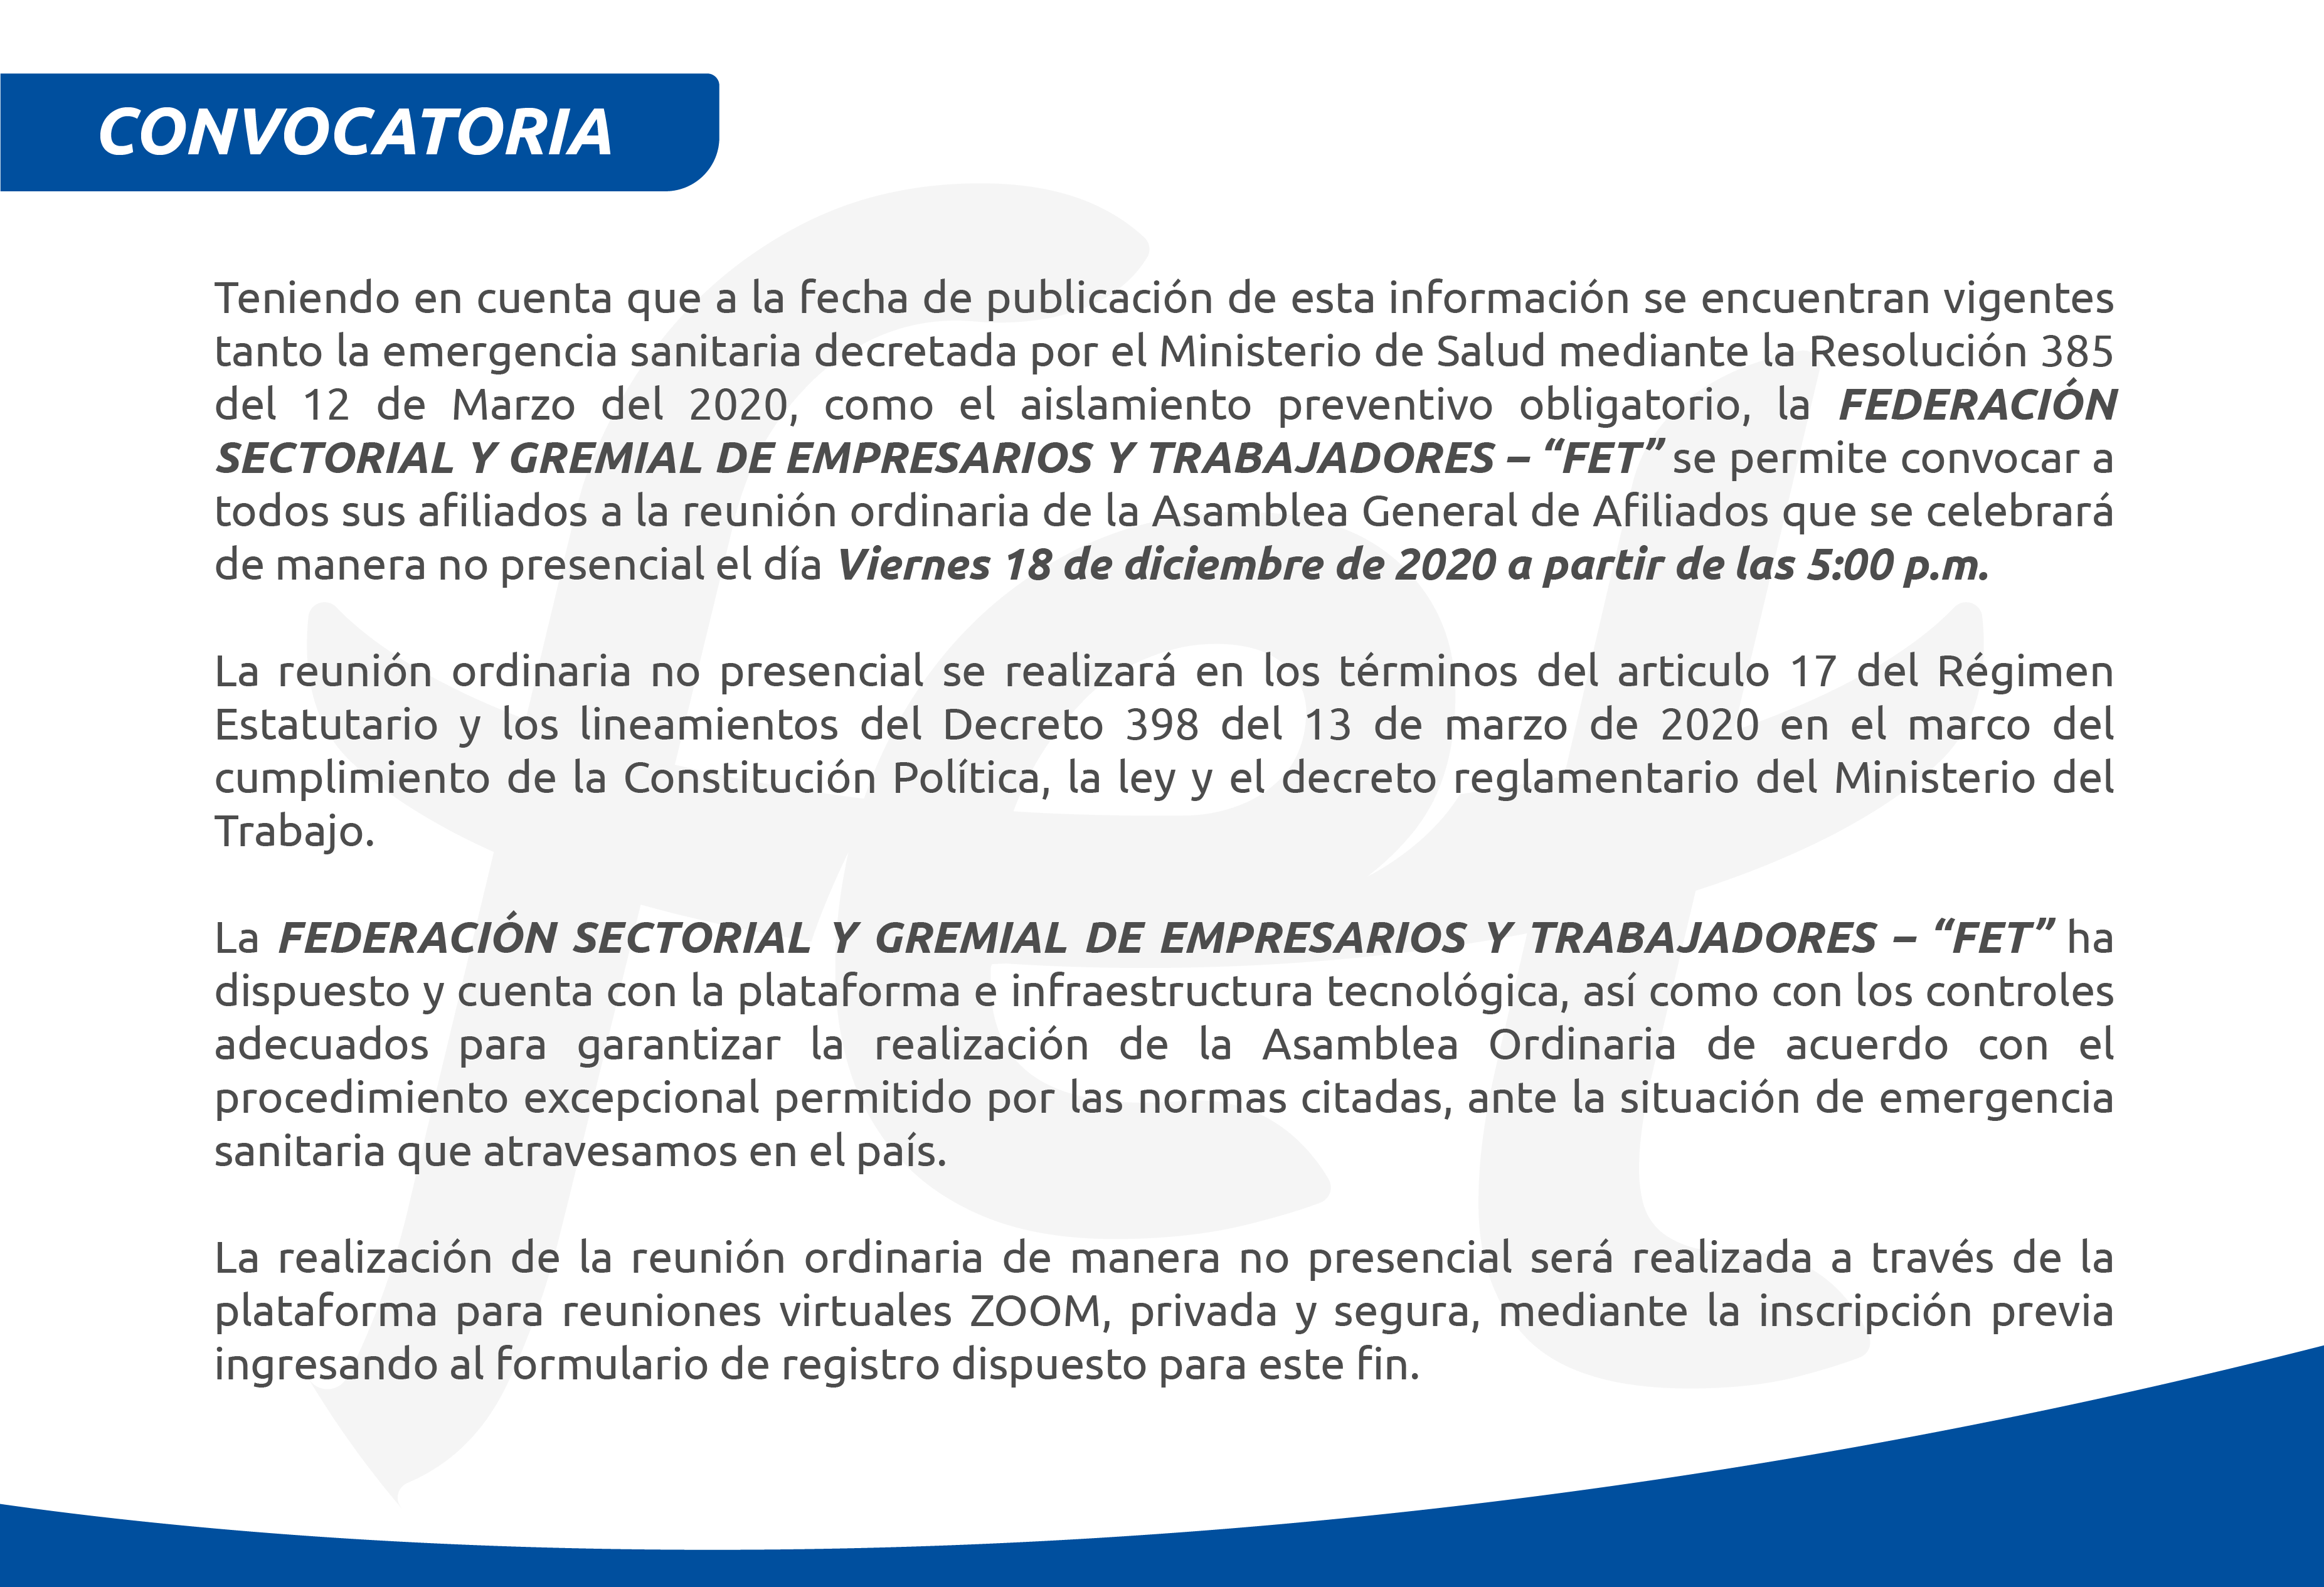 CONVOCATORIA
Teniendo en cuenta que a la fecha de publicación de esta información se encuentran vigentes
tanto la emergencia sanitaria decretada por el Ministerio de Salud mediante la Resolución 385
del 12 de Marzo del 2020, como el aislamiento preventivo obligatorio, la FEDERACIÓN
SECTORIAL Y GREMIAL DE EMPRESARIOS Y TRABAJADORES – “FET” se permite convocar a
todos sus afiliados a la reunión ordinaria de la Asamblea General de Afiliados que se celebrará
de manera no presencial el día Viernes 18 de diciembre de 2020 a partir de las 5:00 p.m.
La reunión ordinaria no presencial se realizará en los términos del articulo 17 del Régimen
Estatutario y los lineamientos del Decreto 398 del 13 de marzo de 2020 en el marco del
cumplimiento de la Constitución Política, la ley y el decreto reglamentario del Ministerio del
Trabajo.
La FEDERACIÓN SECTORIAL Y GREMIAL DE EMPRESARIOS Y TRABAJADORES – “FET” ha
dispuesto y cuenta con la plataforma e infraestructura tecnológica, así como con los controles
adecuados para garantizar la realización de la Asamblea Ordinaria de acuerdo con el
procedimiento excepcional permitido por las normas citadas, ante la situación de emergencia
sanitaria que atravesamos en el país.
La realización de la reunión ordinaria de manera no presencial será realizada a través de la
plataforma para reuniones virtuales ZOOM, privada y segura, mediante la inscripción previa
ingresando al formulario de registro dispuesto para este fin.
fet